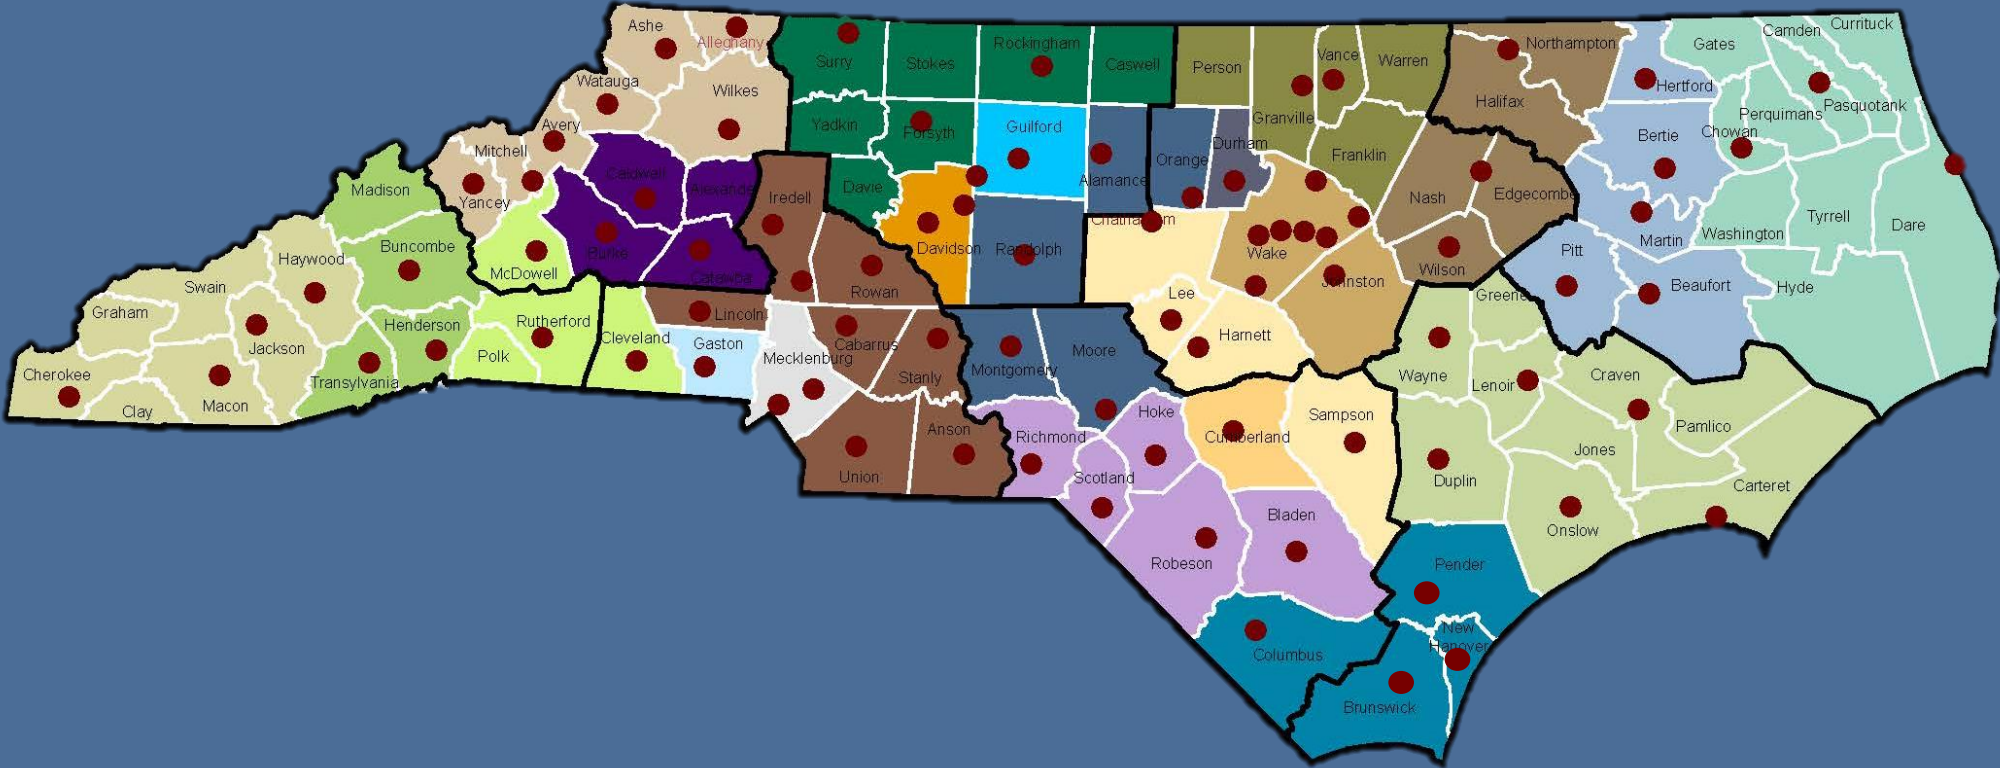 Ashe
Alleghany
Surry
Stokes
Rockingham
Caswell
Person
Vance
Warren
Northampton
Gates
Camden
Currituck
Watauga
Wilkes
Hertford
Halifax
Pasquotank
Perquimans
Avery
Yadkin
Forsyth
Guilford
Granville
Franklin
Bertie
Chowan
Mitchell
Orange
Durham
Caldwell
Alexande
Davie
Iredell
Alamance
Madison
Yancey
Nash
Edgecombe
Tyrrell
Dare
Buncombe
Burke
Catawba
Davidson
Randolph
Wake
Martin
Washington
Haywood
McDowell
Rowan
Wilson
Pitt
Swain
Johnston
Beaufort
Hyde
Lee
Greene
Graham
Henderson
Rutherford
Lincoln
Cleveland
Gaston
Harnett
Jackson
Polk
Mecklenburg
Cabarrus
Moore
Cherokee
Transylvania
Stanly
Montgomery
Wayne
Lenoir
Craven
Clay
Macon
Hoke
Sampson
Pamlico
Anson
Richmond
Cumberland
Jones
Union
Scotland
Duplin
Carteret
Bladen
Onslow
Robeson
Pender
New
Hanover
Columbus
Brunswick